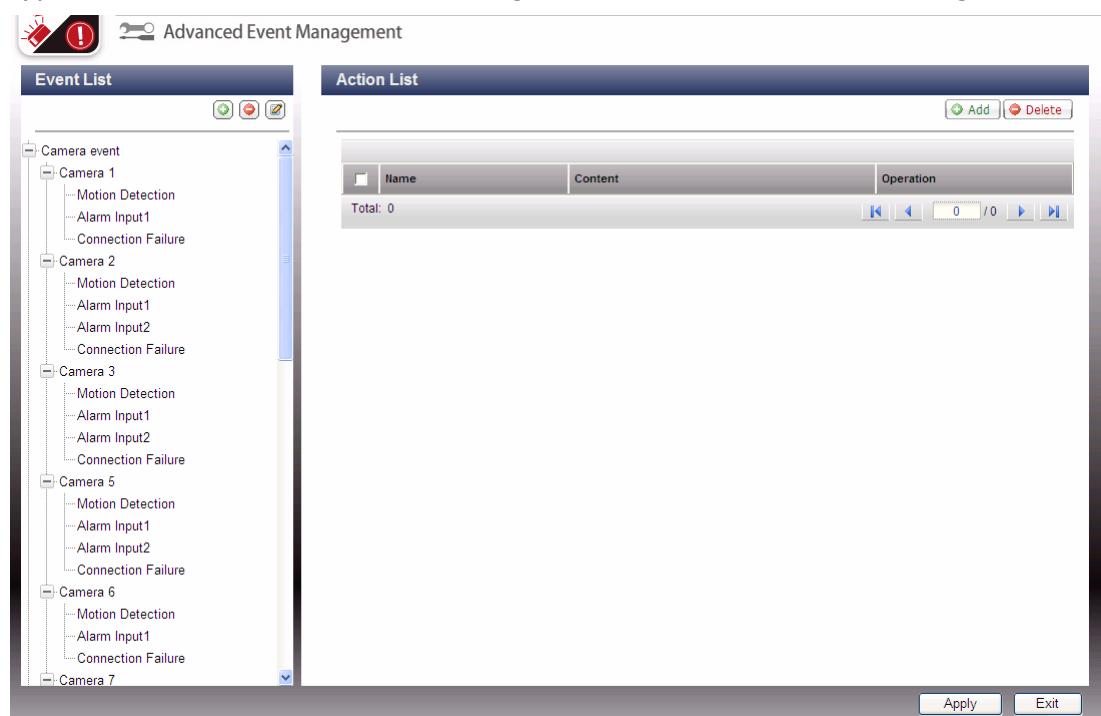 Advanced Event Management
Event List
Action List
Add
Delete
Camera event
Camera 1
Motion Detection
Alarm Input1
Connection Failure
Camera 2
Motion Detection
Alarm Input1
Alarm Input2
Connection Failure
Camera 3
Motion Detection
Alarm Input1
Alarm Input2
Connection Failure
Camera 5
Motion Detection
Alarm Input1
Alarm Input2
Connection Failure
Camera 6
Motion Detection
Alarm Input1
Connection Failure
Camera 7
Name Content Operation
Total: 0
0 / 0
Apply Exit